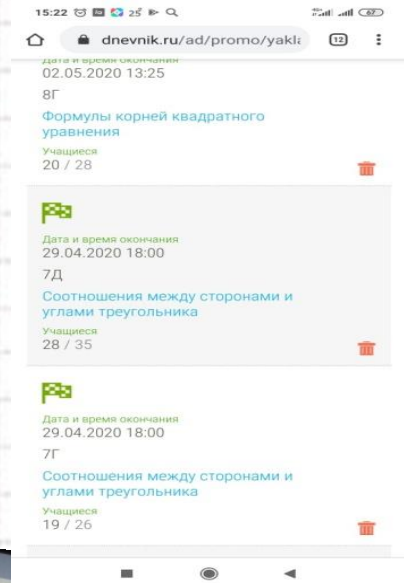 15:22 25 67
dnevnik.ru/ad/promo/yakla 12
Дата и время окончания
02.05.2020 13:25
8Г
Формулы корней квадратного
уравнения
Учащиеся
20 / 28
Дата и время окончания
29.04.2020 18:00
7Д
Соотношения между сторонами и
углами треугольника
Учащиеся
28 / 35
Дата и время окончания
29.04.2020 18:00
7Г
Соотношения между сторонами и
углами треугольника
Учащиеся
19 / 26